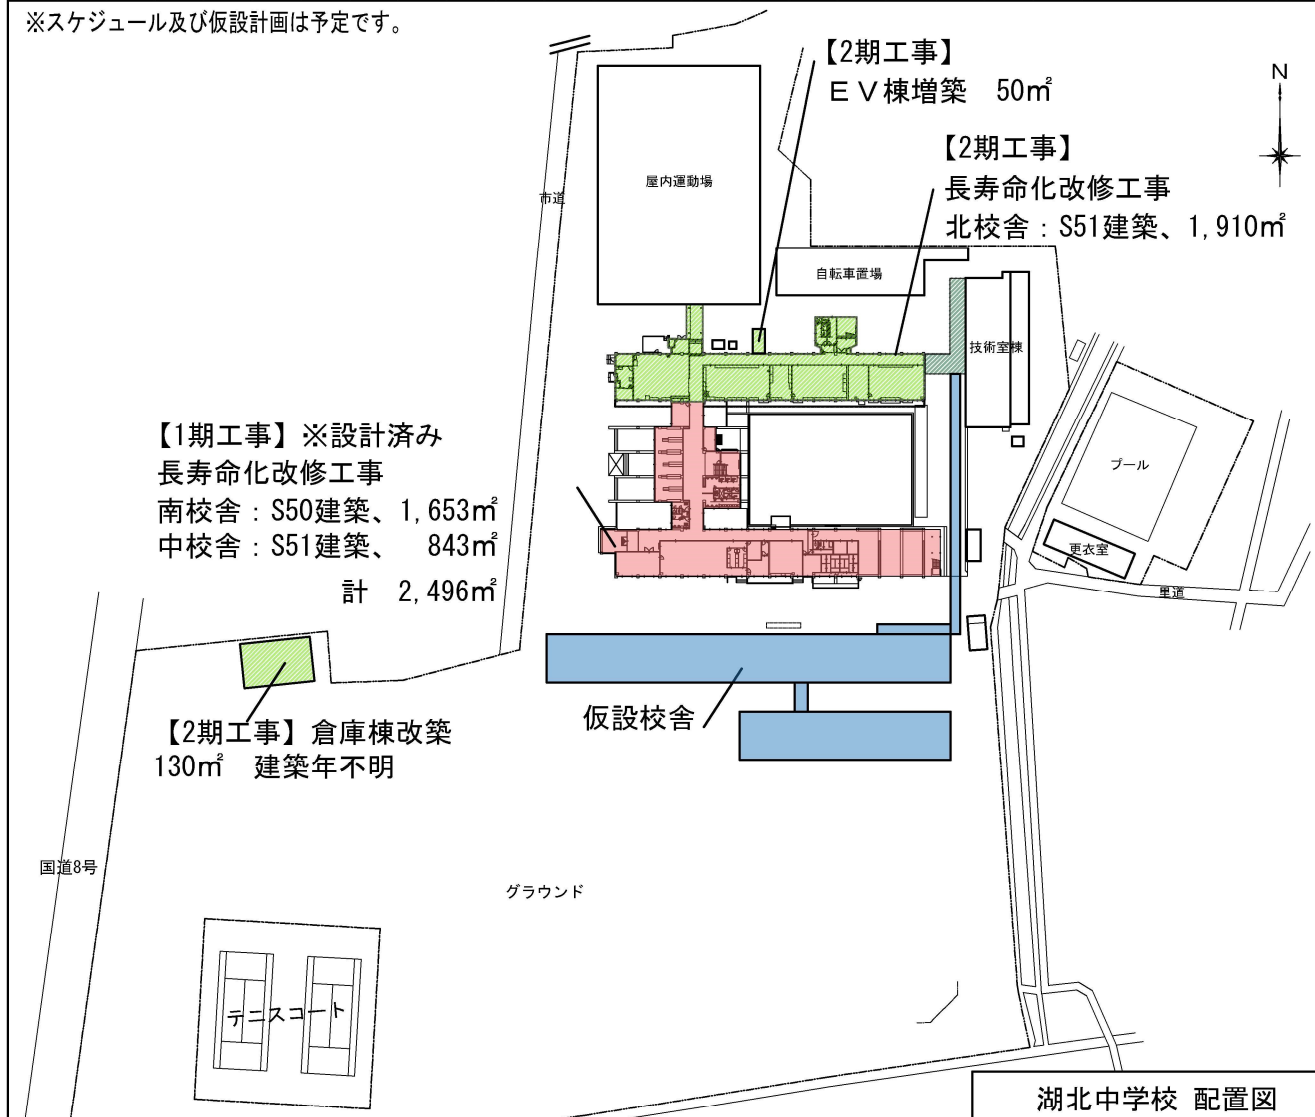 ※スケジュール及び仮設計画は予定です。
【2期工事】
ＥＶ棟増築　50㎡
N
【2期工事】
長寿命化改修工事
北校舎：S51建築、1,910㎡
屋内運動場
市道
自転車置場
技術室棟
【1期工事】※設計済み
長寿命化改修工事
南校舎：S50建築、1,653㎡
中校舎：S51建築、　843㎡
計　2,496㎡
プール
更衣室
里道
【2期工事】倉庫棟改築
130㎡　建築年不明
仮設校舎
国道8号
グラウンド
テニスコート
湖北中学校 配置図